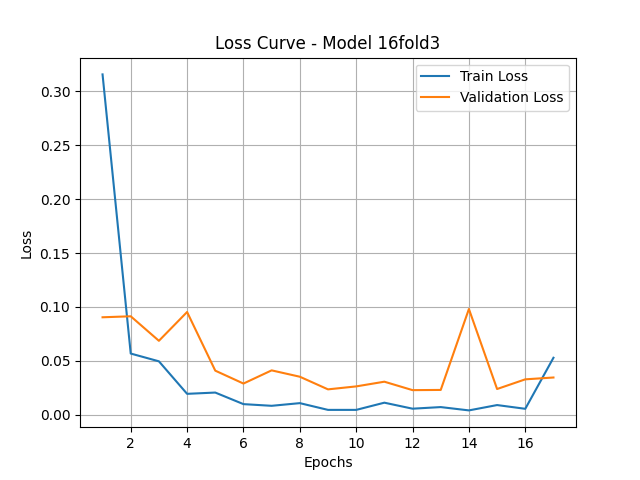 Loss Curve - Model 16fold3
Train Loss
Validation Loss
0.30
0.25
0.20
0.15
0.10
0.05
0.00
Loss
2 4 6 8 10 12 14 16
Epochs